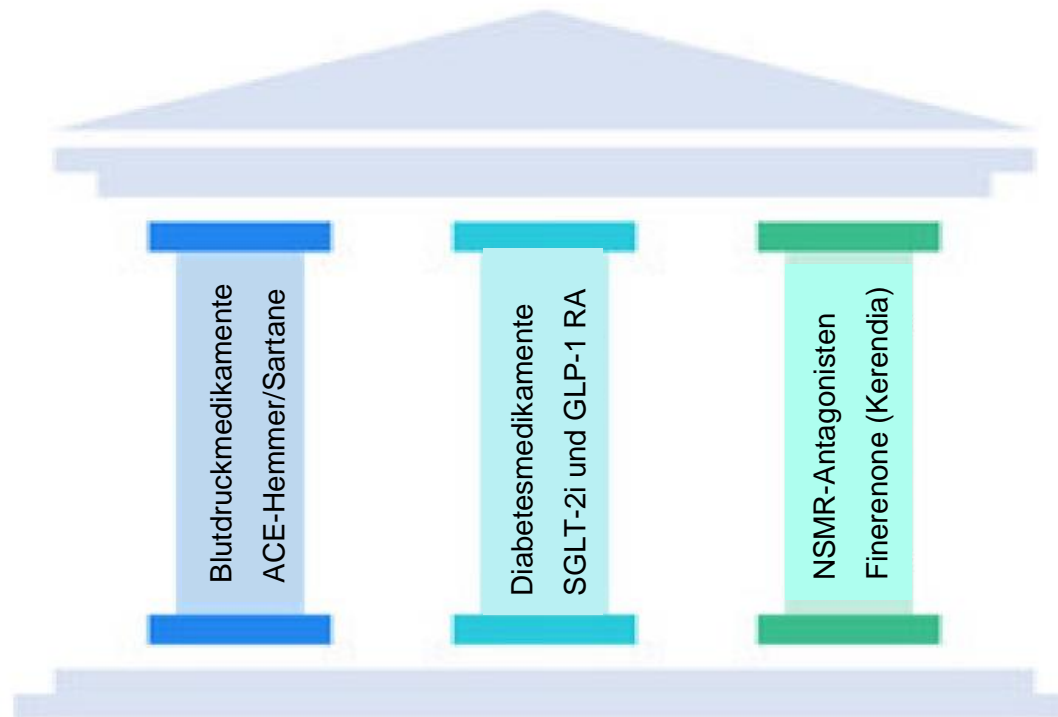 Blutdruckmedikamente
ACE-Hemmer/Sartane
Diabetesmedikamente
SGLT-2i und GLP-1 RA
NSMR-Antagonisten
Finerenone (Kerendia)